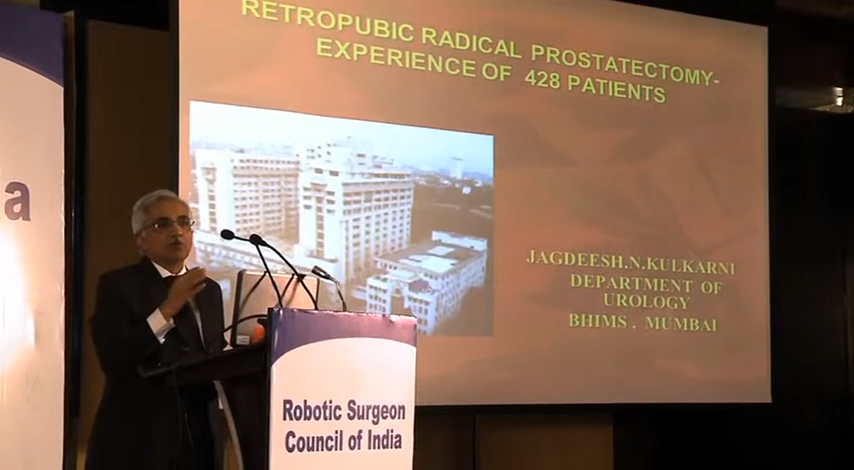 RETROPUBIC RADICAL PROSTATECTOMY-
EXPERIENCE OF 428 PATIENTS
JAGDEESH.N.KULKARNI
DEPARTMENT OF
UROLOGY
BHIMS , MUMBAI
a
Robotic Surgeon
Council of India